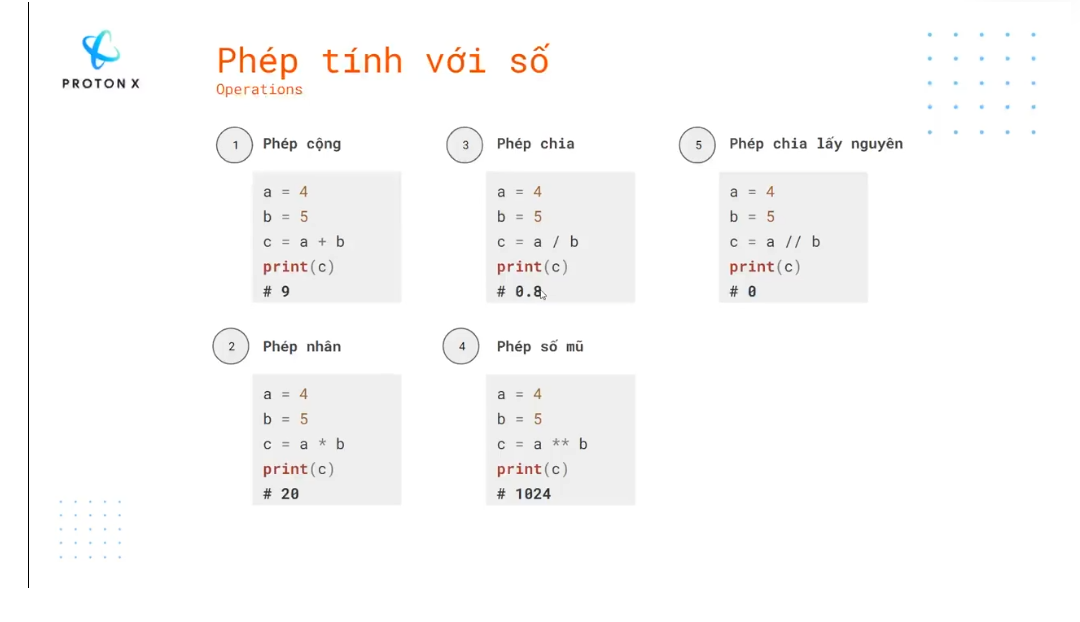 PROTON X
Phép tính với số
Operations
1 Phép cộng
a = 4
b = 5
c = a + b
print(c)
# 9
3 Phép chia
a = 4
b = 5
c = a / b
print(c)
# 0.8
5 Phép chia lấy nguyên
a = 4
b = 5
c = a // b
print(c)
# 0
2 Phép nhân
a = 4
b = 5
c = a * b
print(c)
# 20
4 Phép số mũ
a = 4
b = 5
c = a ** b
print(c)
# 1024